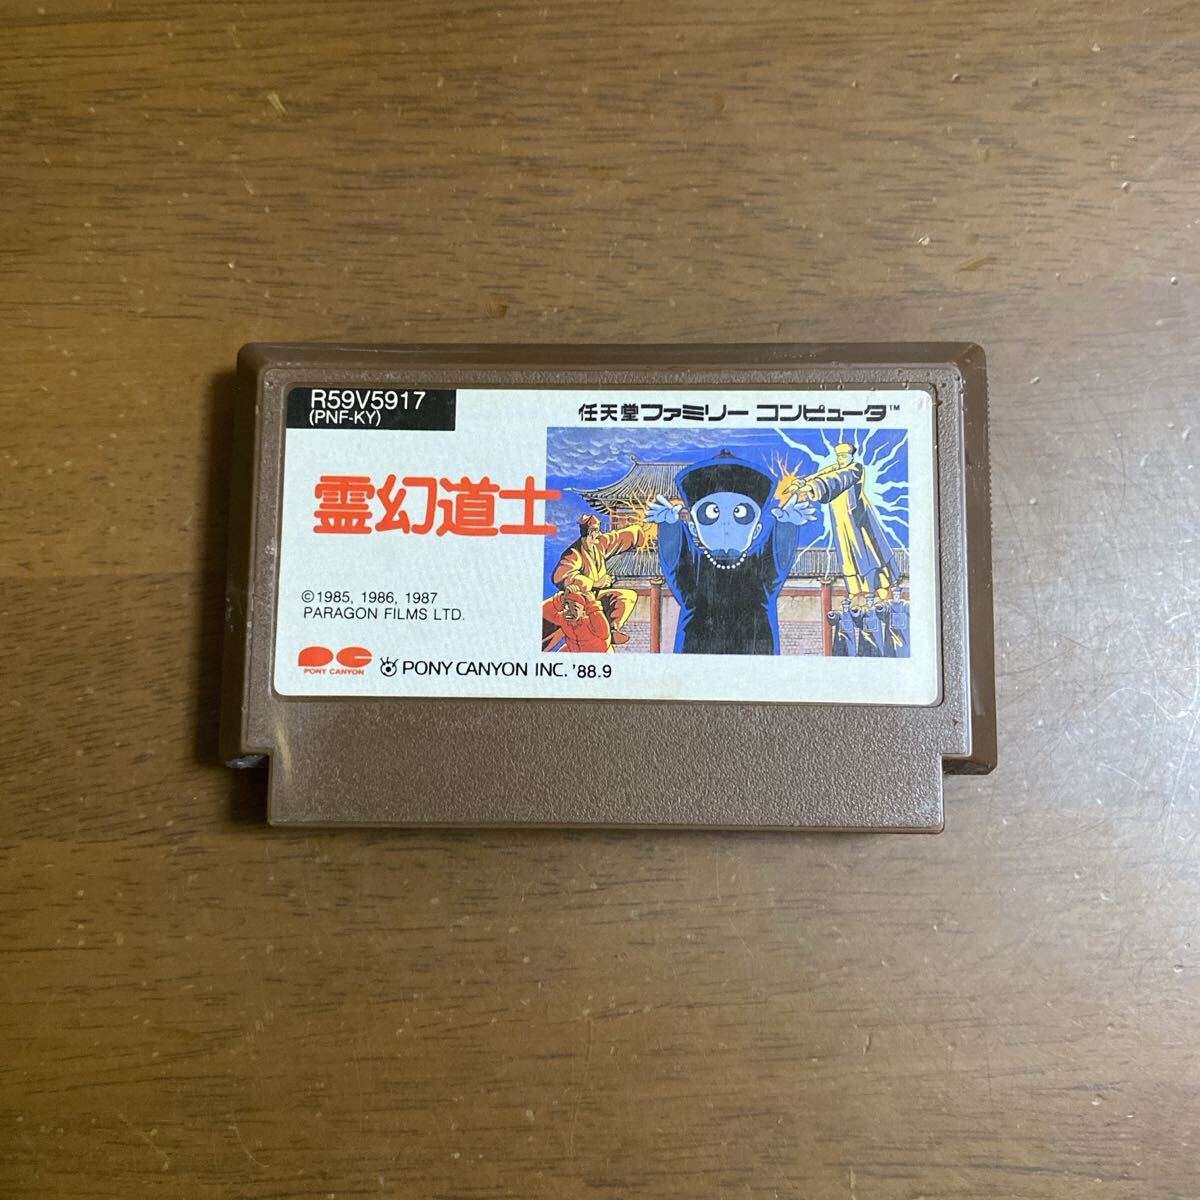 R59V5917
(PNF-KY)
任天堂ファミリー コンピュータ™
霊幻道士
©1985, 1986, 1987
PARAGON FILMS LTD.
PONY CANYON
PONY CANYON INC. '88.9